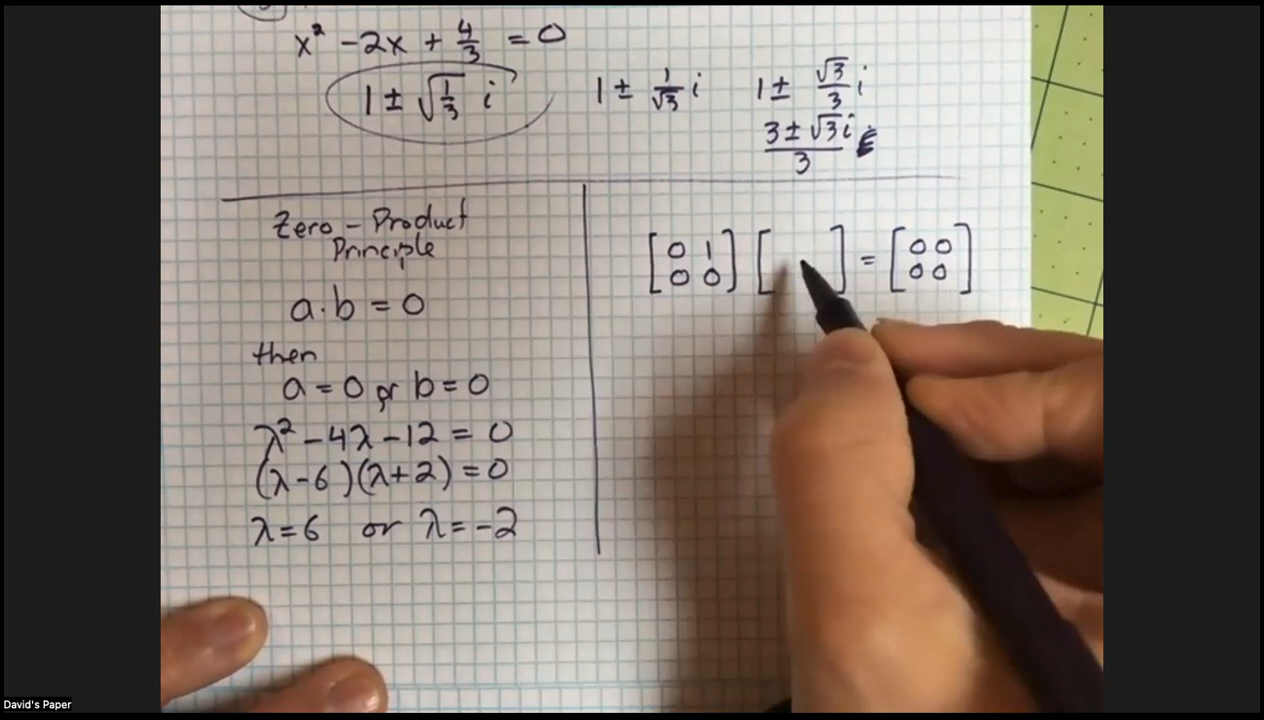 x² - 2x + 4/3 = 0
1 ± √(1/3) i
1 ± 1/√3 i
1 ± √3/3 i
(3 ± √3 i)/3
Zero - Product
Principle
a · b = 0
then
a = 0 or b = 0
λ² - 4λ - 12 = 0
(λ - 6)(λ + 2) = 0
λ = 6 or λ = -2
[0 1] [ ] = [0 0]
[0 0] [ ] [0 0]
David's Paper